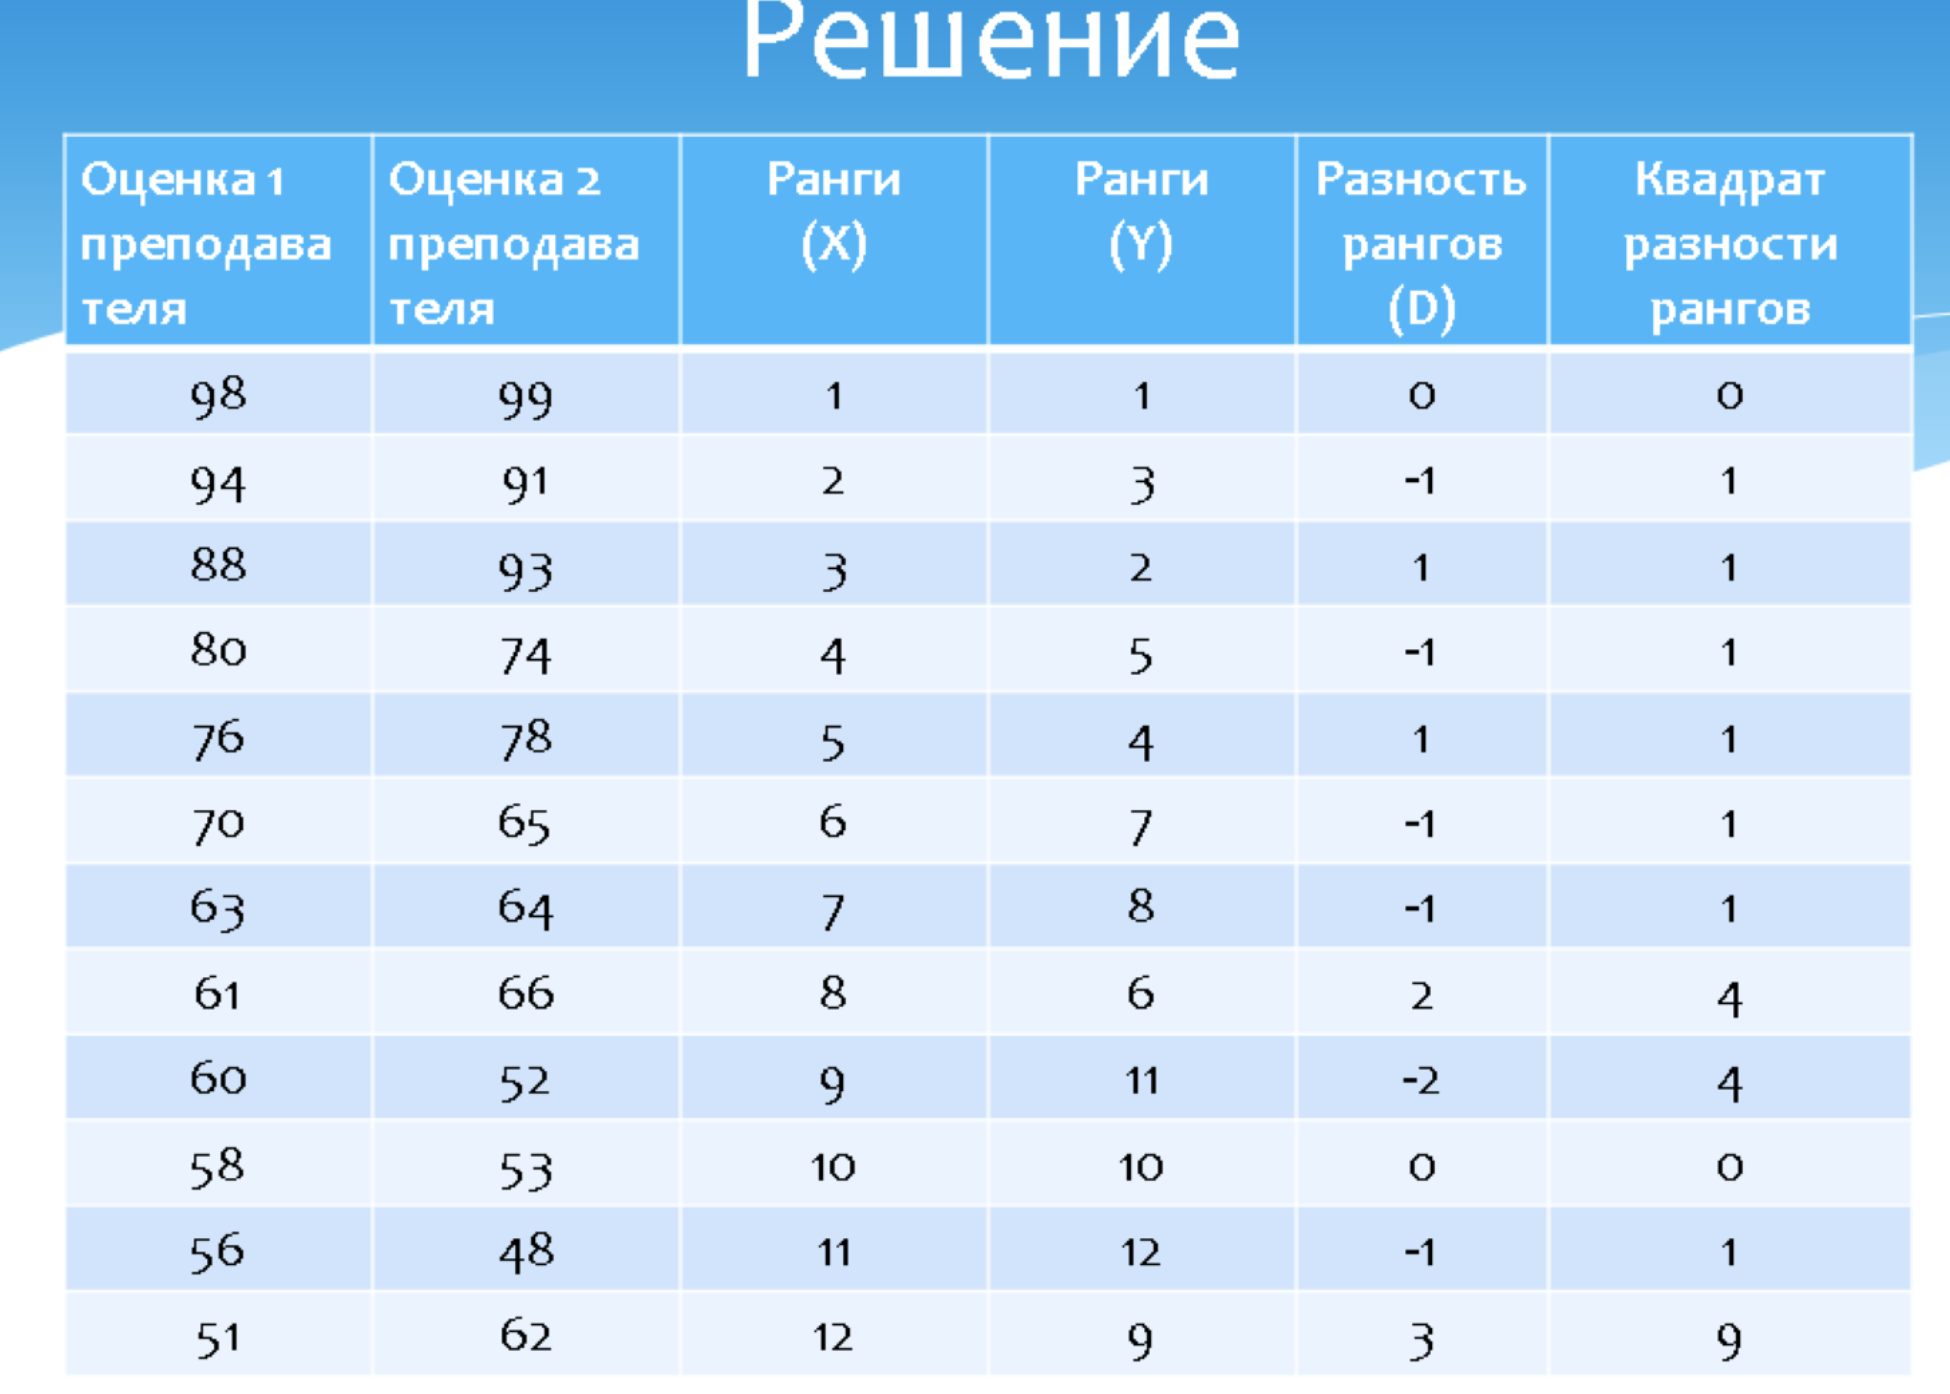 Решение
Оценка 1 преподава теля Оценка 2 преподава теля Ранги (X) Ранги (Y) Разность рангов (D) Квадрат разности рангов
98 99 1 1 0 0
94 91 2 3 -1 1
88 93 3 2 1 1
80 74 4 5 -1 1
76 78 5 4 1 1
70 65 6 7 -1 1
63 64 7 8 -1 1
61 66 8 6 2 4
60 52 9 11 -2 4
58 53 10 10 0 0
56 48 11 12 -1 1
51 62 12 9 3 9